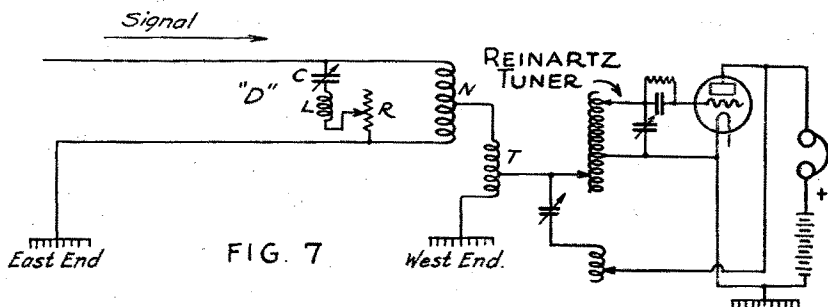 Signal
"D"
C
L
R
N
T
REINARTZ
TUNER
+
East End
FIG. 7
West End.